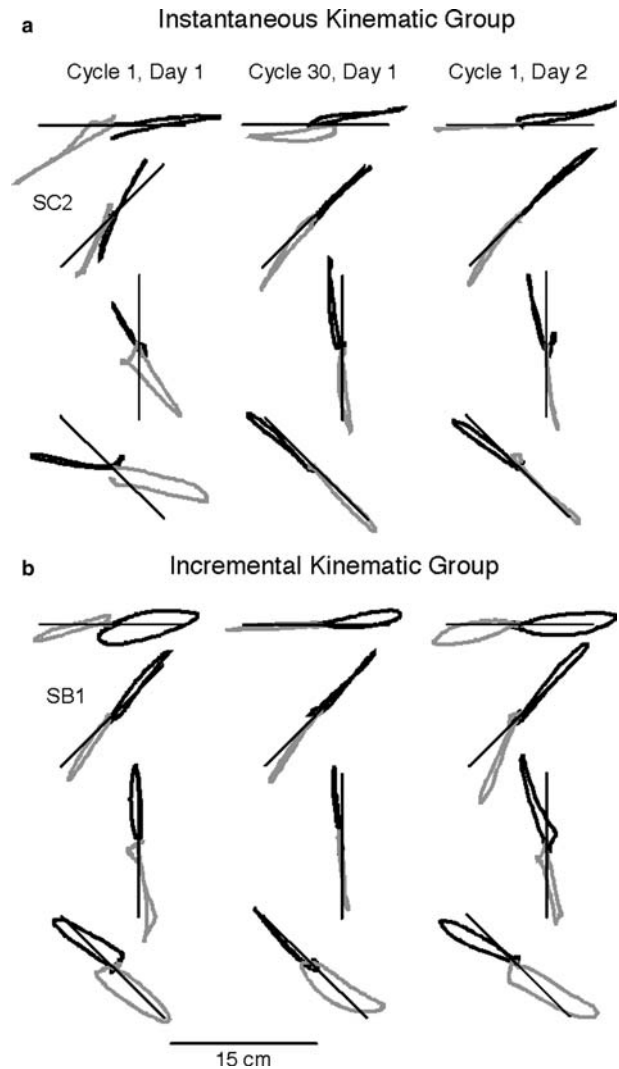 a
Instantaneous Kinematic Group
Cycle 1, Day 1
Cycle 30, Day 1
Cycle 1, Day 2
SC2
b
Incremental Kinematic Group
SB1
15 cm